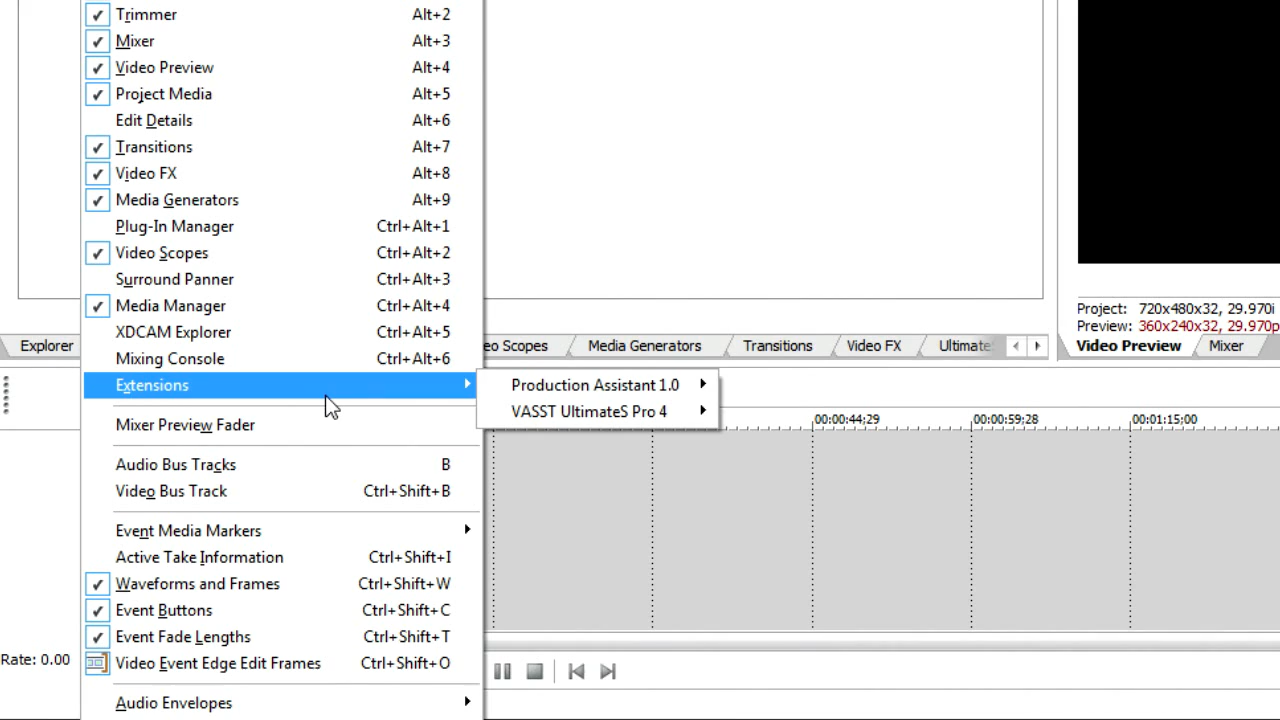 Trimmer Alt+2
Mixer Alt+3
Video Preview Alt+4
Project Media Alt+5
Edit Details Alt+6
Transitions Alt+7
Video FX Alt+8
Media Generators Alt+9
Plug-In Manager Ctrl+Alt+1
Video Scopes Ctrl+Alt+2
Surround Panner Ctrl+Alt+3
Media Manager Ctrl+Alt+4
XDCAM Explorer Ctrl+Alt+5
Mixing Console Ctrl+Alt+6
Extensions
Mixer Preview Fader
Audio Bus Tracks B
Video Bus Track Ctrl+Shift+B
Event Media Markers
Active Take Information Ctrl+Shift+I
Waveforms and Frames Ctrl+Shift+W
Event Buttons Ctrl+Shift+C
Event Fade Lengths Ctrl+Shift+T
Video Event Edge Edit Frames Ctrl+Shift+O
Audio Envelopes
Production Assistant 1.0
VASST UltimateS Pro 4
Explorer
eo Scopes Media Generators Transitions Video FX Ultimate
Project: 720x480x32, 29.970i
Preview: 360x240x32, 29.970p
Video Preview Mixer
00:00:44;29 00:00:59;28 00:01:15;00
Rate: 0.00